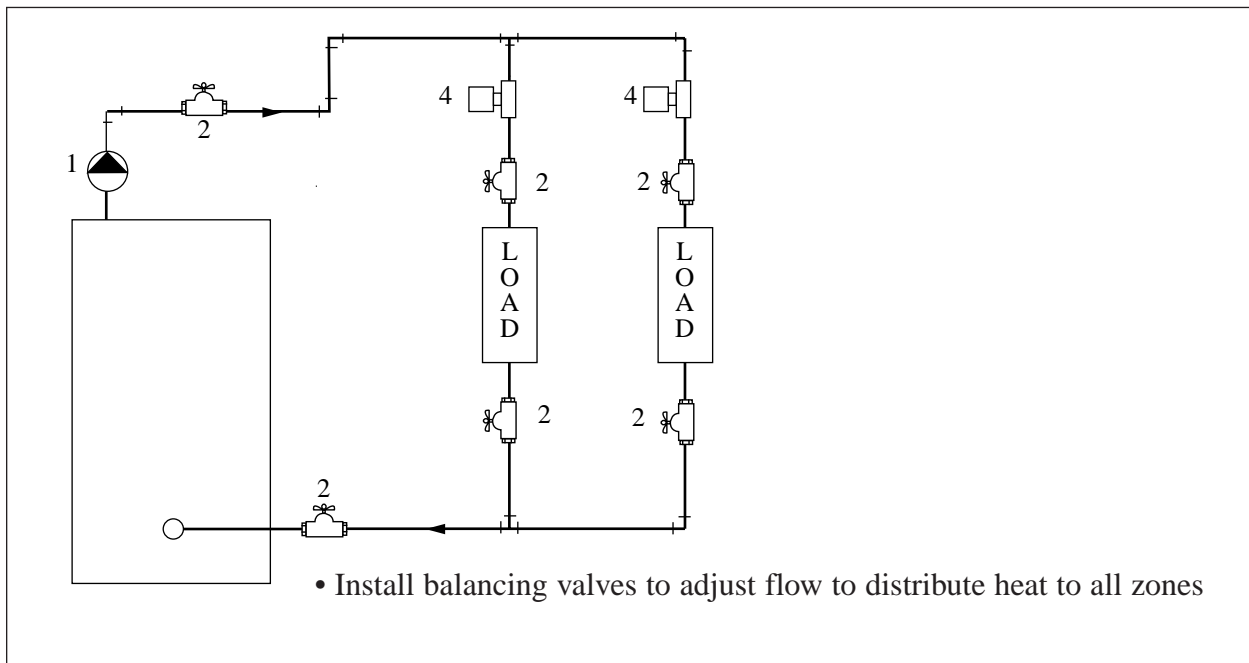 4
4
2
1
2
2
L
O
A
D
L
O
A
D
2
2
2
• Install balancing valves to adjust flow to distribute heat to all zones